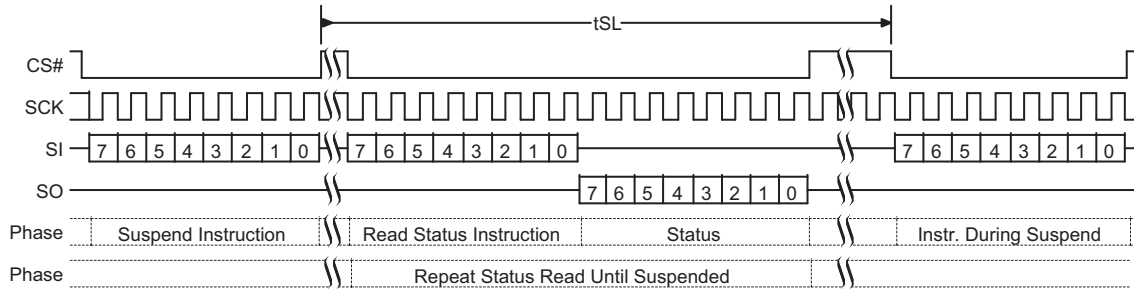 tSL
CS#
SCK
SI 7 6 5 4 3 2 1 0 7 6 5 4 3 2 1 0 7 6 5 4 3 2 1 0
SO 7 6 5 4 3 2 1 0
Phase Suspend Instruction Read Status Instruction Status Instr. During Suspend
Phase Repeat Status Read Until Suspended